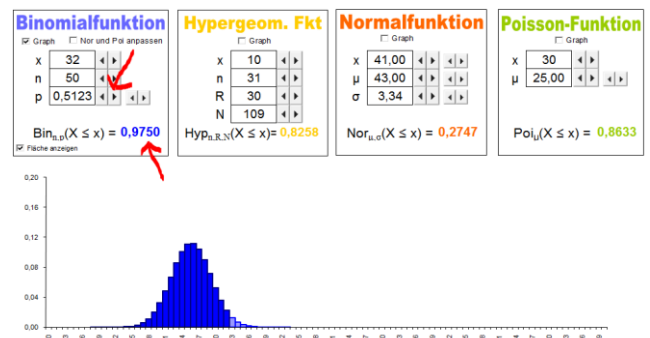 Binomialfunktion
Graph Nor und Poi anpassen
x 32
n 50
p 0,5123
Bin n,p(X ≤ x) = 0,9750
Fläche anzeigen
Hypergeom. Fkt
Graph
x 10
n 31
R 30
N 109
Hyp n,R,N(X ≤ x)= 0,8258
Normalfunktion
Graph
x 41,00
μ 43,00
σ 3,34
Nor μ,σ(X ≤ x) = 0,2747
Poisson-Funktion
Graph
x 30
μ 25,00
Poi μ(X ≤ x) = 0,8633
0,20
0,16
0,12
0,08
0,04
0,00